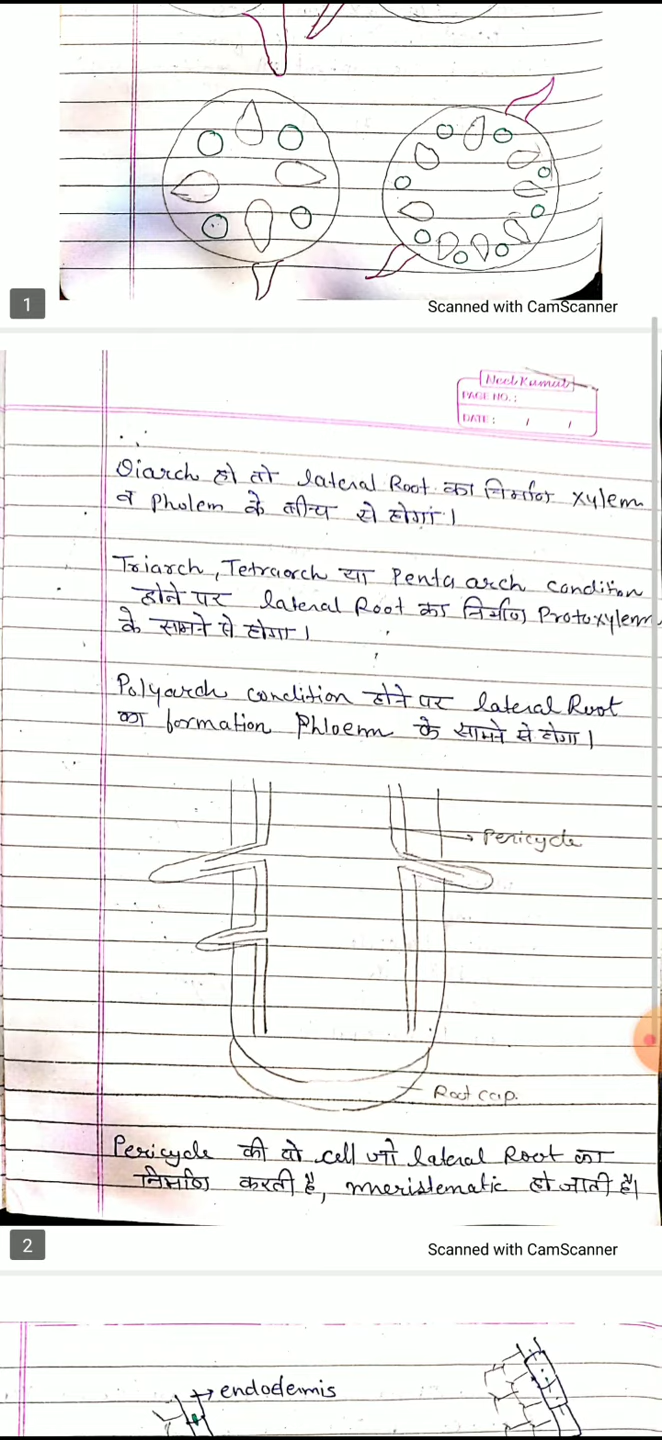 1
Scanned with CamScanner
Neel Kumar
PAGE NO.:
DATE: / /
Diarch हो तो lateral Root का निर्माण xylem
व Pholem के बीच से होगा।
Triarch, Tetraarch या Penta arch condition
होने पर lateral Root का निर्माण Protoxylem
के सामने से होगा।
Polyarch condition होने पर lateral Root
का formation Phloem के सामने से होगा।
Pericycle
Root cap.
Pericycle की वो cell जो lateral Root का
निर्माण करती है, meristematic हो जाती है।
2
Scanned with CamScanner
endodermis